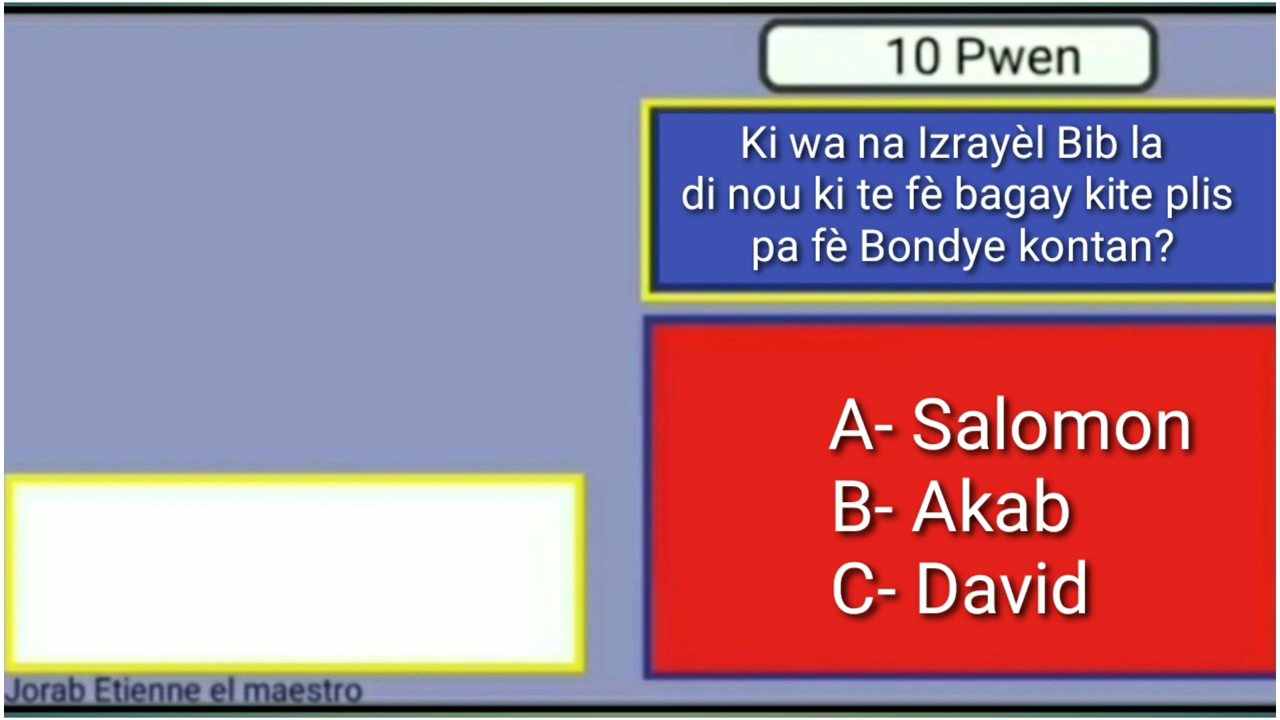 10 Pwen
Ki wa na Izrayèl Bib la
di nou ki te fè bagay kite plis
pa fè Bondye kontan?
A- Salomon
B- Akab
C- David
Jorab Etienne el maestro